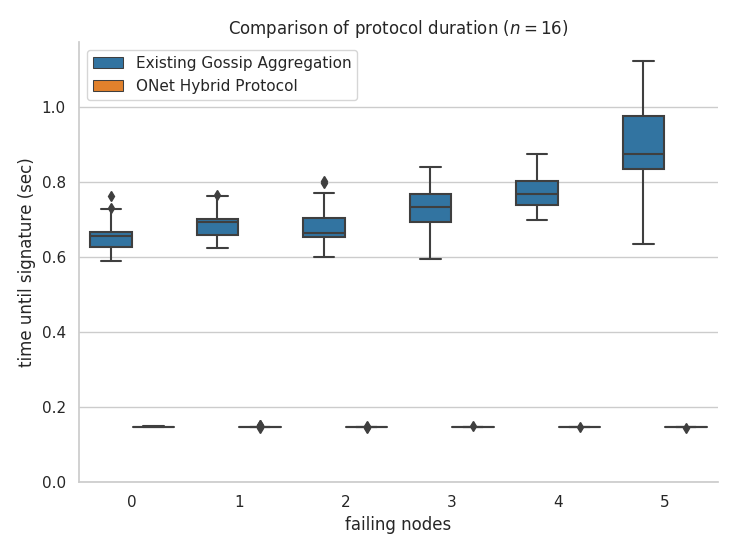 Comparison of protocol duration (n = 16)
Existing Gossip Aggregation
ONet Hybrid Protocol
time until signature (sec)
1.0
0.8
0.6
0.4
0.2
0.0
0 1 2 3 4 5
failing nodes